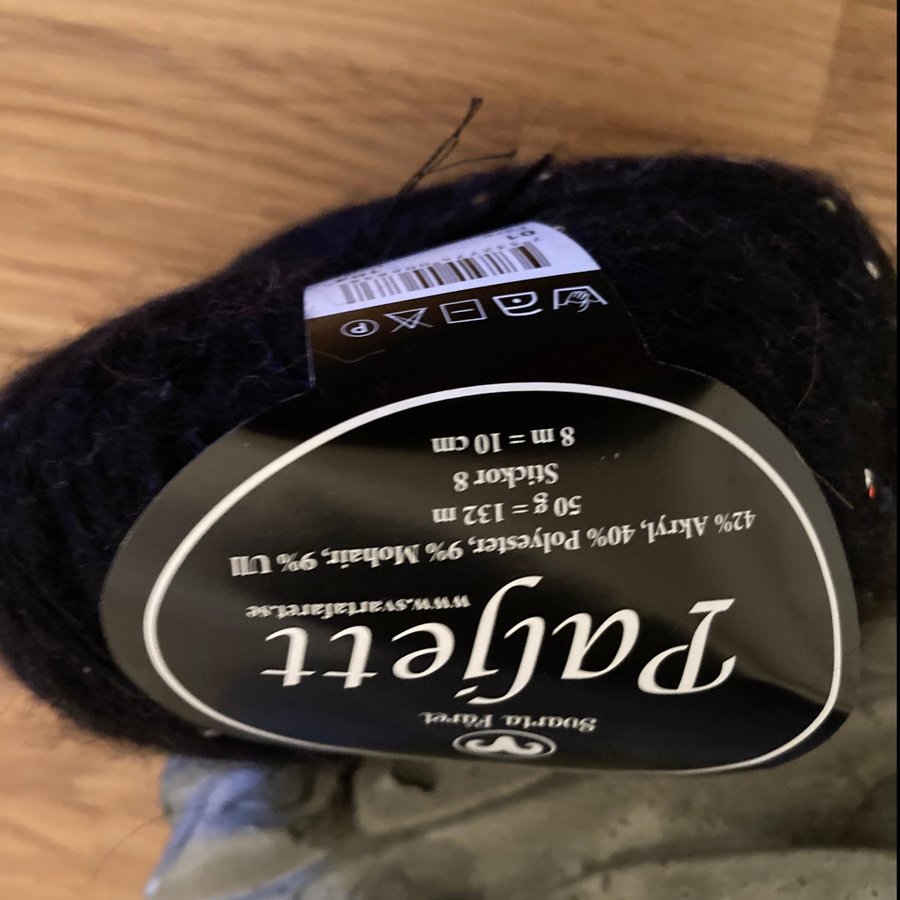 Svarta Fåret
Paljett
www.svartafaret.se
42% Akryl, 40% Polyester, 9% Mohair, 9% Ull
50 g = 132 m
Stickor 8
8 m = 10 cm
P
01